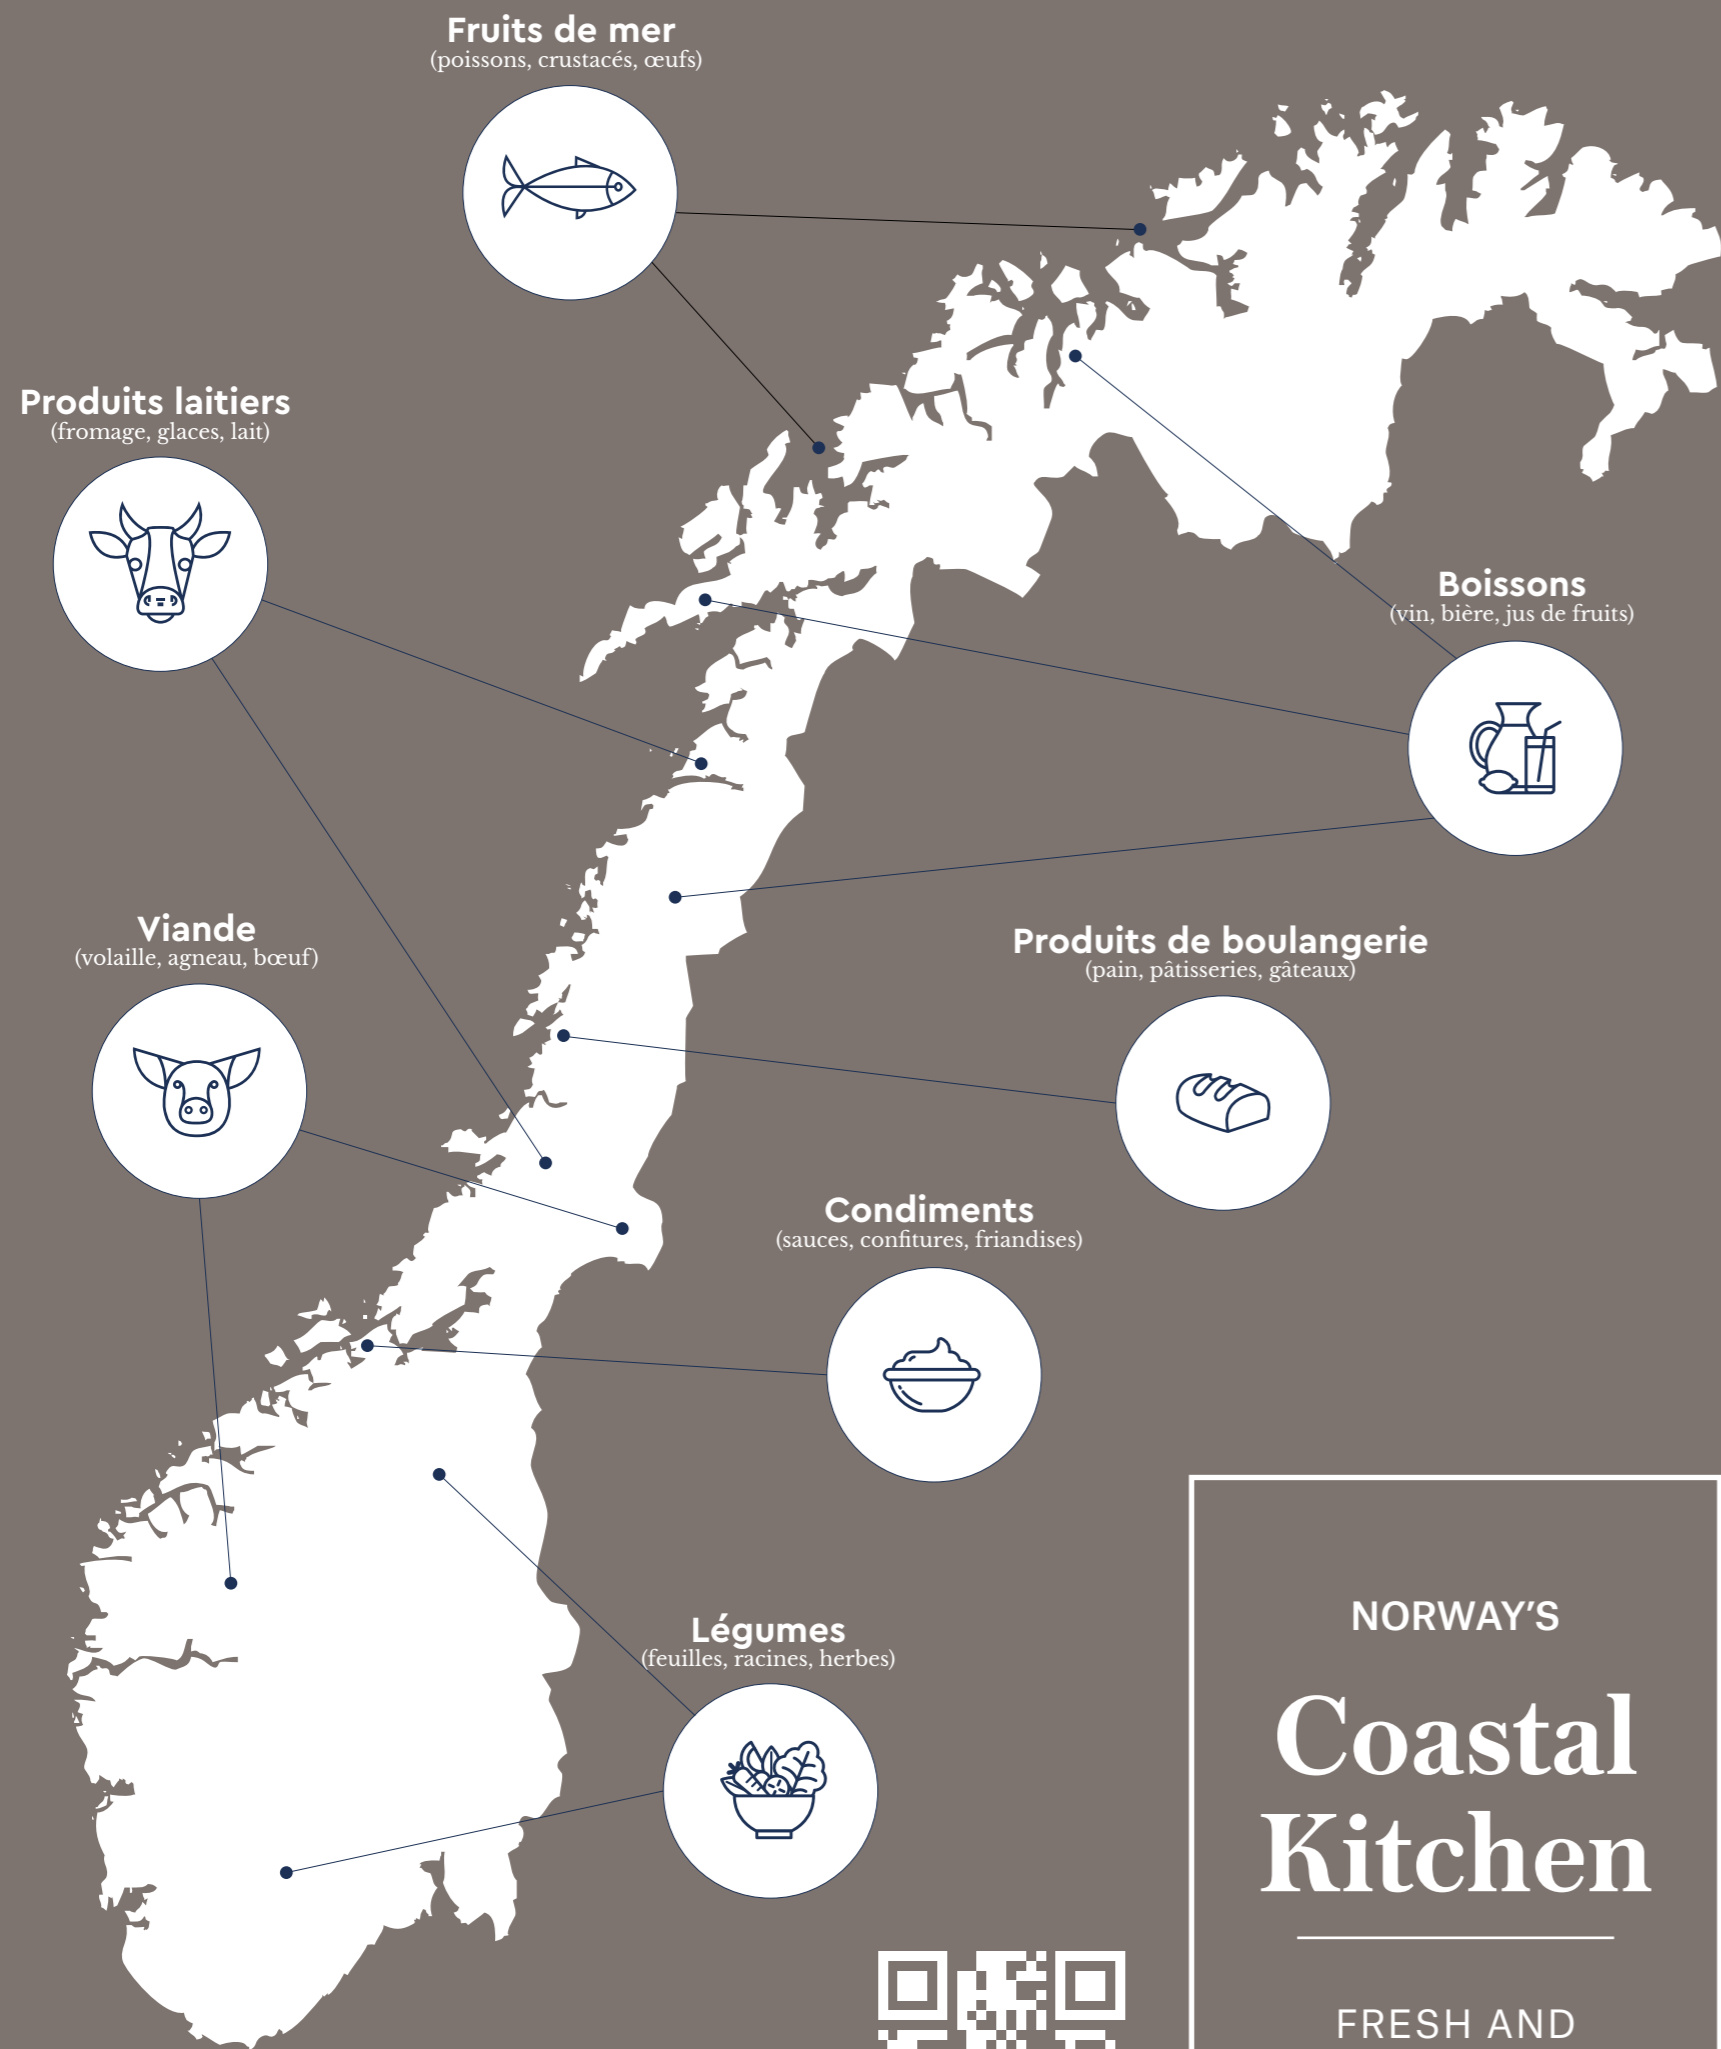 Fruits de mer
(poissons, crustacés, œufs)
Produits laitiers
(fromage, glaces, lait)
Boissons
(vin, bière, jus de fruits)
Viande
(volaille, agneau, bœuf)
Produits de boulangerie
(pain, pâtisseries, gâteaux)
Condiments
(sauces, confitures, friandises)
Légumes
(feuilles, racines, herbes)
NORWAY'S
Coastal
Kitchen
FRESH AND